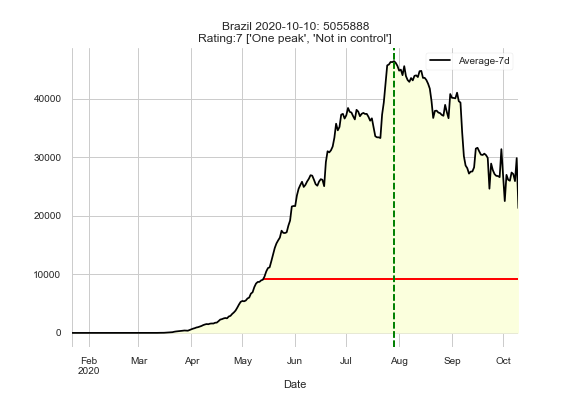 Brazil 2020-10-10: 5055888
Rating:7 ['One peak', 'Not in control']
Average-7d
40000
30000
20000
10000
0
Feb
2020
Mar
Apr
May
Jun
Jul
Aug
Sep
Oct
Date